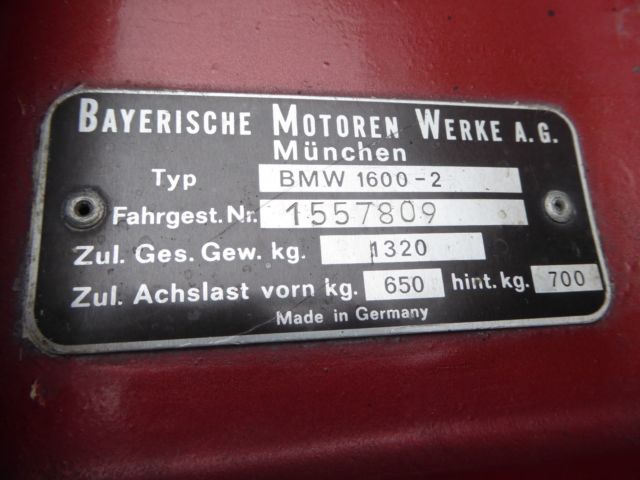 BAYERISCHE MOTOREN WERKE A.G.
München
Typ BMW 1600-2
Fahrgest. Nr. 1557809
Zul. Ges. Gew. kg. 1320
Zul. Achslast vorn kg. 650 hint. kg. 700
Made in Germany